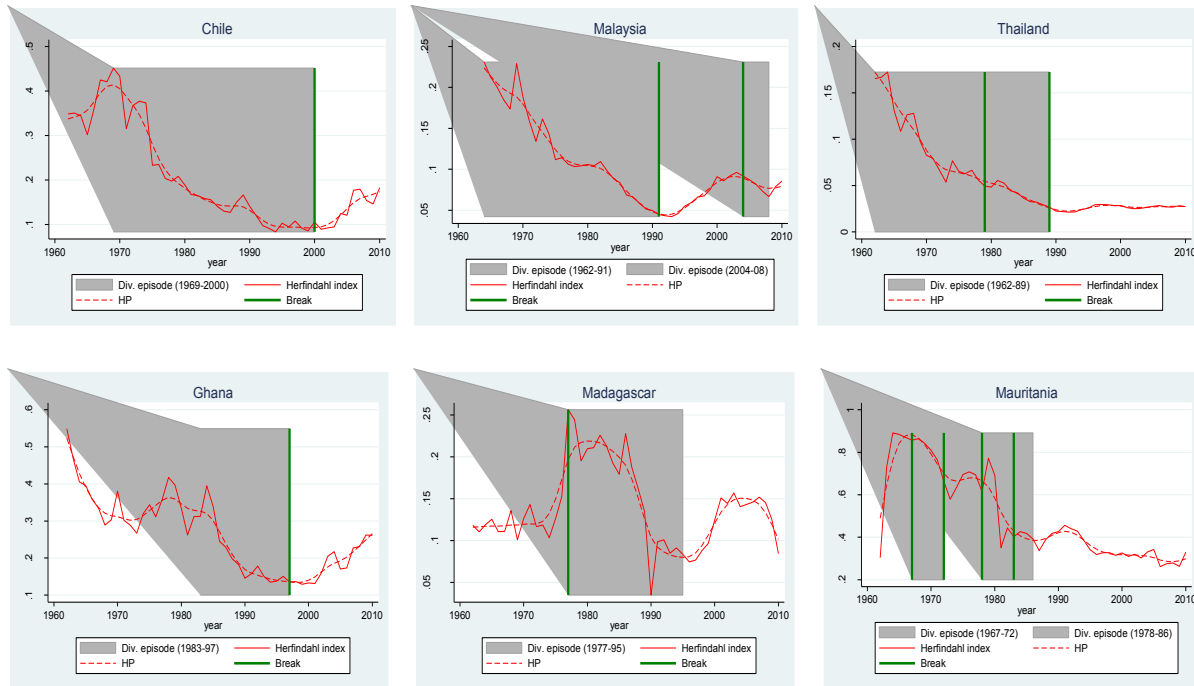 Chile
.5
.4
.3
.2
.1
1960 1970 1980 1990 2000 2010
year
Div. episode (1969-2000) Herfindahl index
HP Break
Malaysia
.25
.2
.15
.1
.05
1960 1970 1980 1990 2000 2010
year
Div. episode (1962-91) Div. episode (2004-08)
Herfindahl index HP
Break
Thailand
.2
.15
.1
.05
0
1960 1970 1980 1990 2000 2010
year
Div. episode (1962-89) Herfindahl index
HP Break
Ghana
.6
.5
.4
.3
.2
.1
1960 1970 1980 1990 2000 2010
year
Div. episode (1983-97) Herfindahl index
HP Break
Madagascar
.25
.2
.15
.1
.05
1960 1970 1980 1990 2000 2010
year
Div. episode (1977-95) Herfindahl index
HP Break
Mauritania
1
.8
.6
.4
.2
1960 1970 1980 1990 2000 2010
year
Div. episode (1967-72) Div. episode (1978-86)
Herfindahl index HP
Break